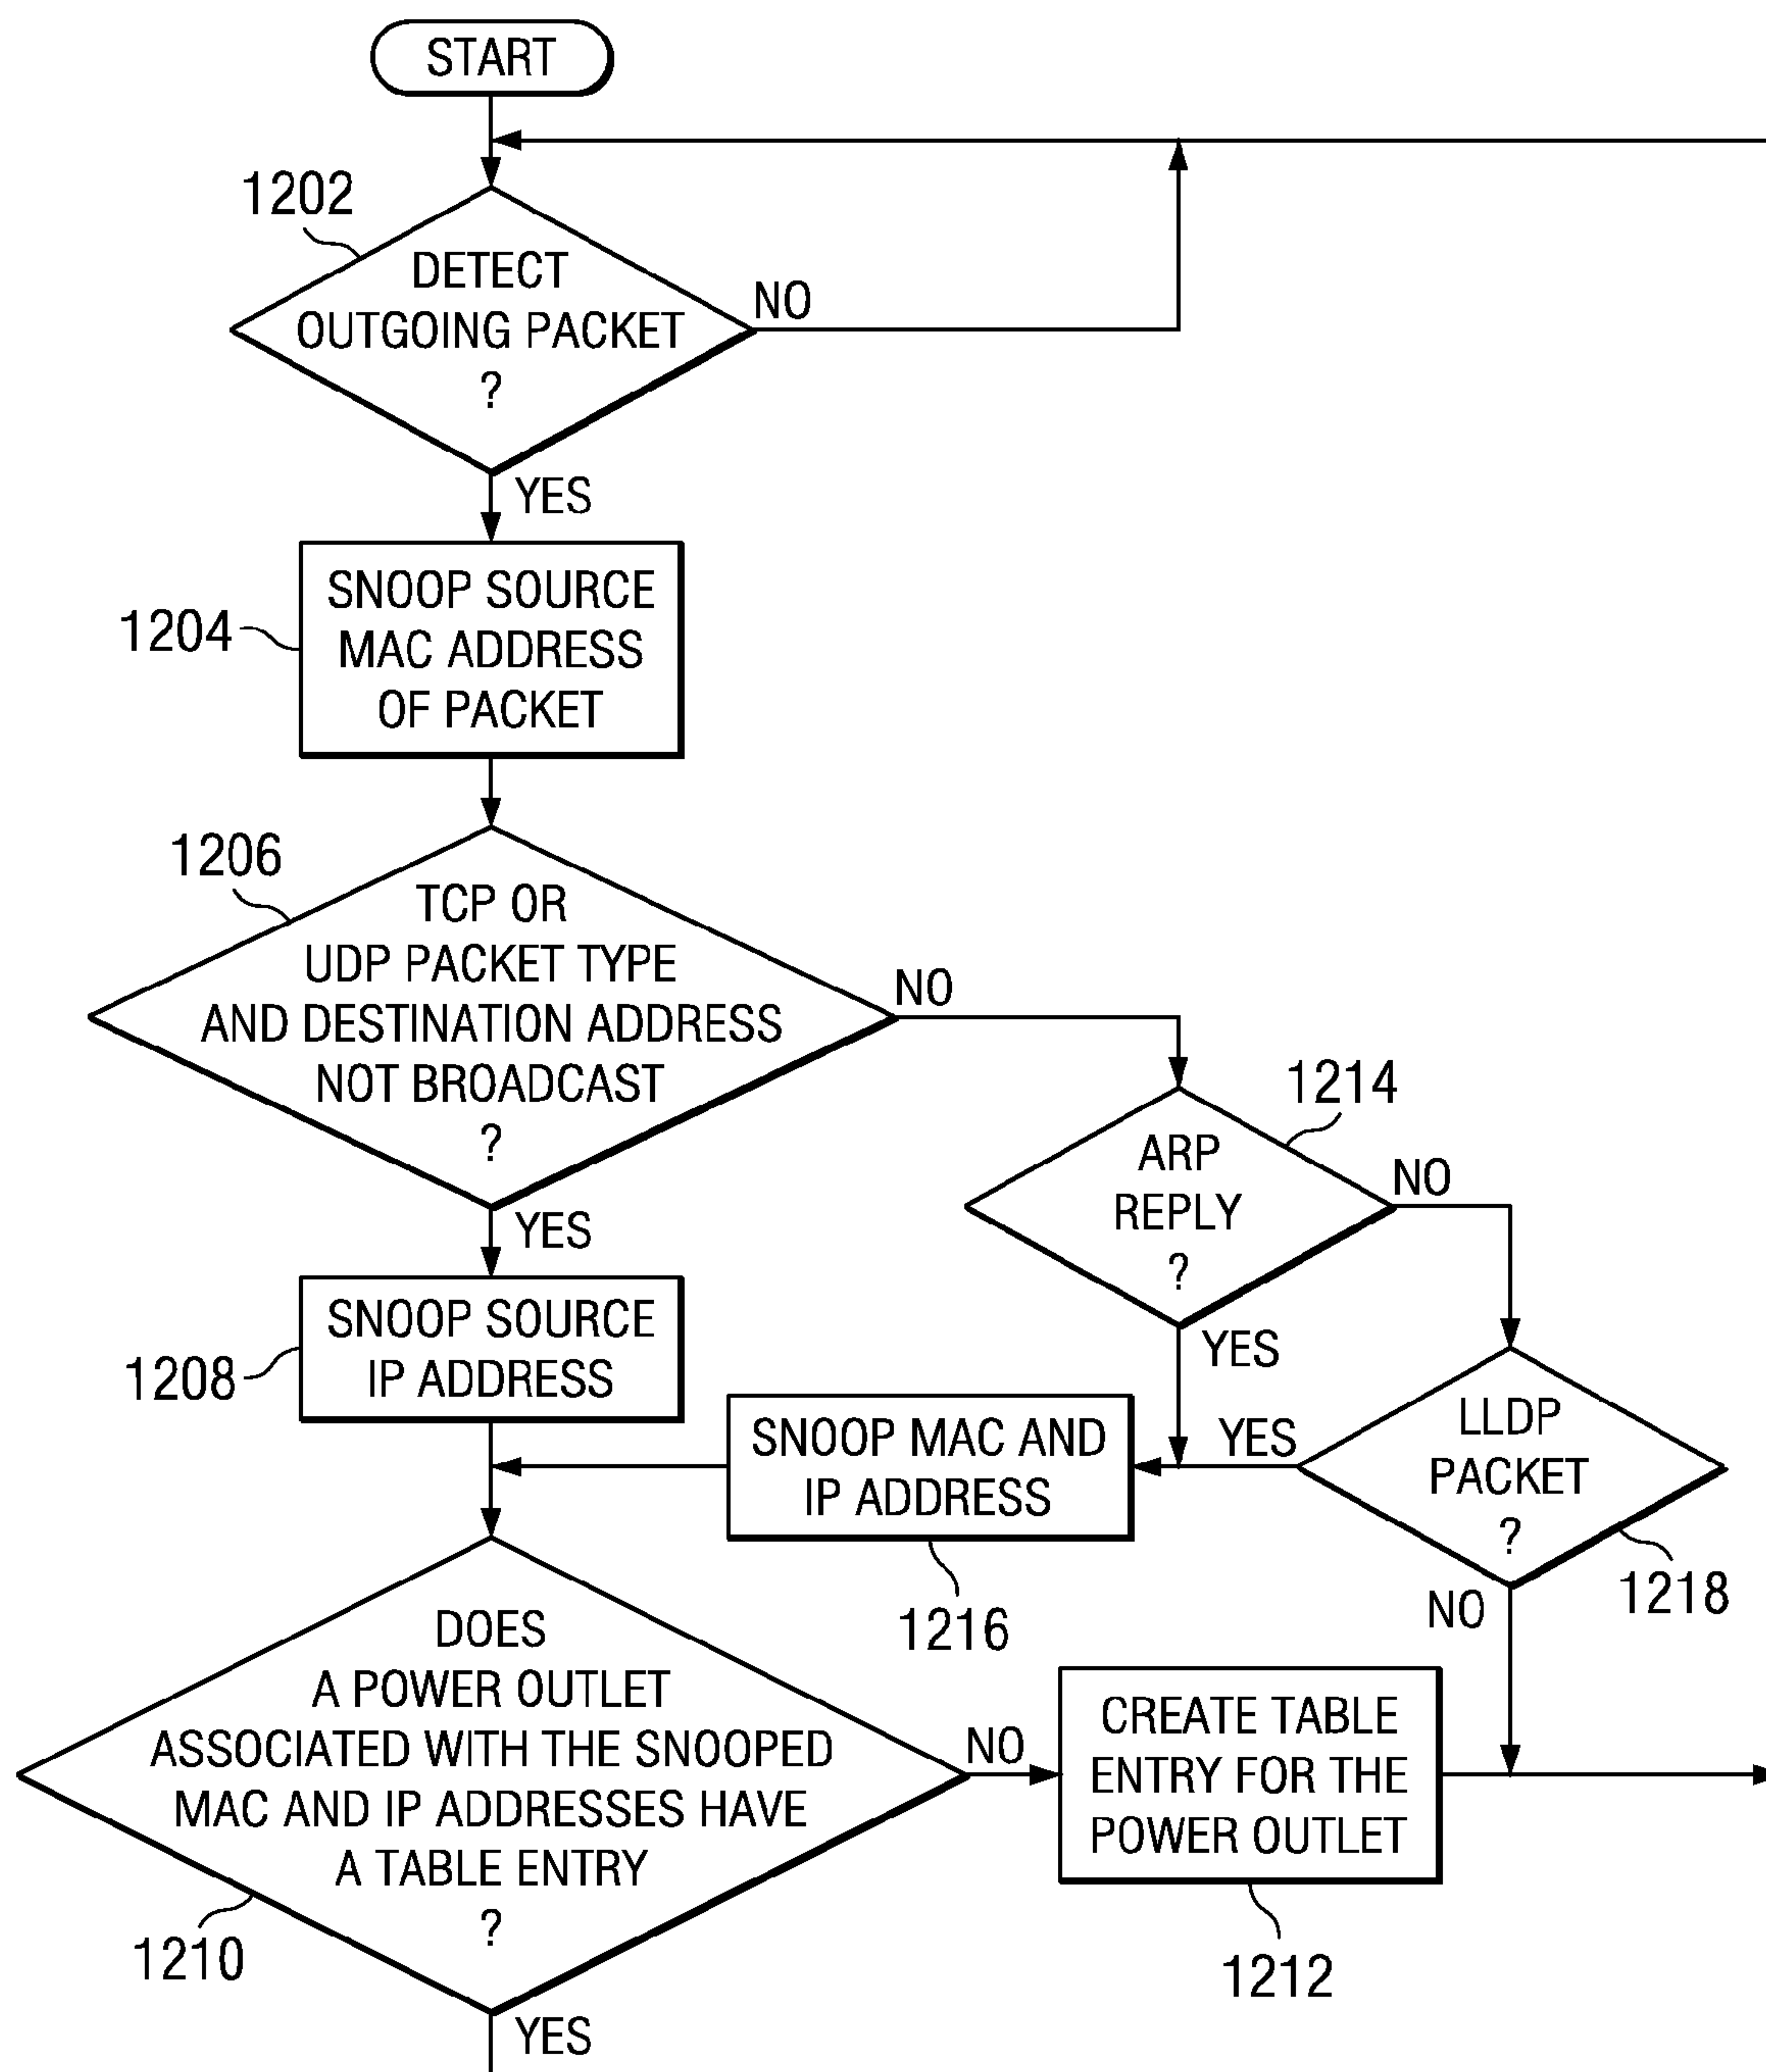 START
1202
DETECT
OUTGOING PACKET
?
NO
YES
1204
SNOOP SOURCE
MAC ADDRESS
OF PACKET
1206
TCP OR
UDP PACKET TYPE
AND DESTINATION ADDRESS
NOT BROADCAST
?
NO
YES
1214
ARP
REPLY
?
NO
YES
1208
SNOOP SOURCE
IP ADDRESS
SNOOP MAC AND
IP ADDRESS
1216
YES
LLDP
PACKET
?
1218
NO
DOES
A POWER OUTLET
ASSOCIATED WITH THE SNOOPED
MAC AND IP ADDRESSES HAVE
A TABLE ENTRY
?
1210
NO
YES
CREATE TABLE
ENTRY FOR THE
POWER OUTLET
1212